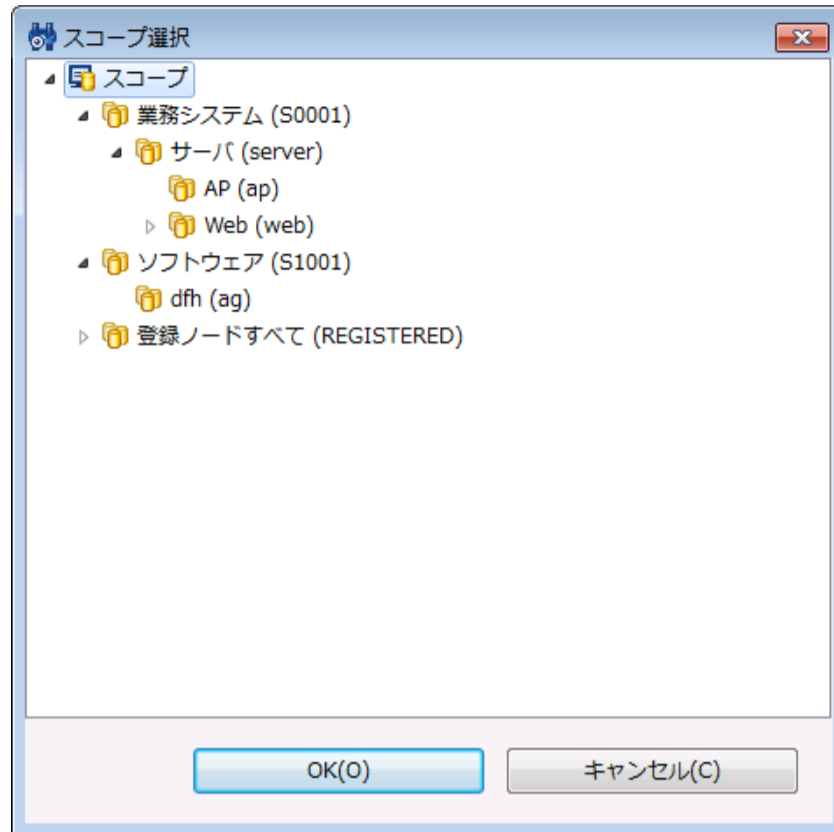 スコープ選択
スコープ
業務システム (S0001)
サーバ (server)
AP (ap)
Web (web)
ソフトウェア (S1001)
dfh (ag)
登録ノードすべて (REGISTERED)
OK(O) キャンセル(C)